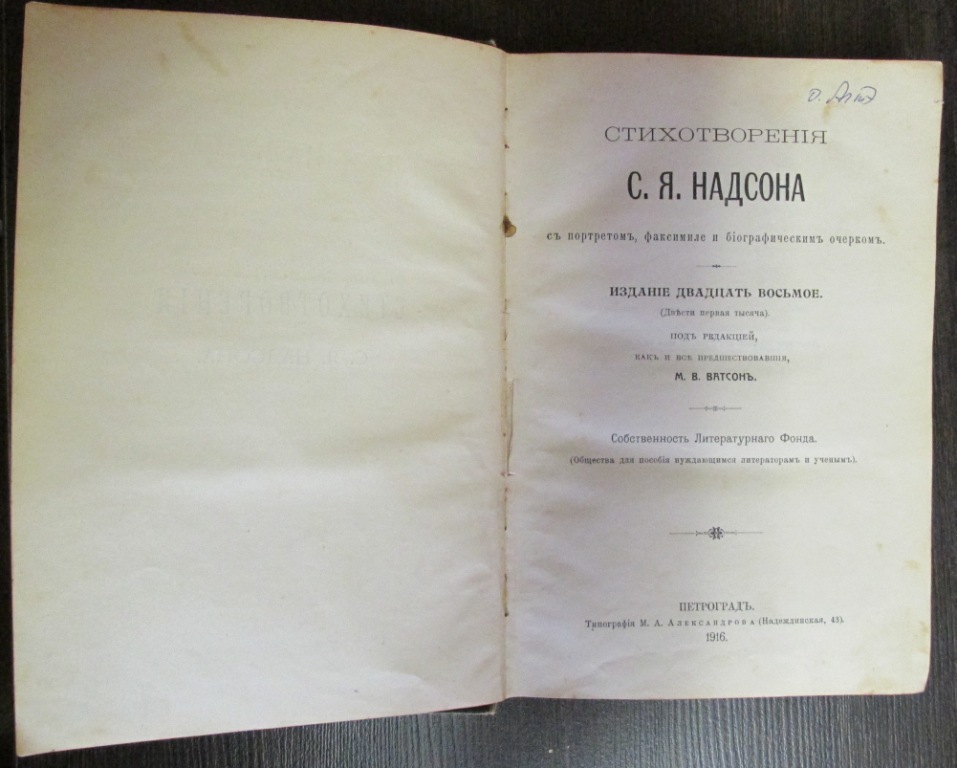 СТИХОТВОРЕНІЯ
С. Я. НАДСОНА
съ портретомъ, факсимиле и біографическимъ очеркомъ.
ИЗДАНІЕ ДВАДЦАТЬ ВОСЬМОЕ.
(Двѣсти первая тысяча).
ПОДЪ РЕДАКЦІЕЙ,
КАКЪ И ВСѢ ПРЕДШЕСТВОВАВШІЯ,
М. В. ВАТСОНЪ.
Собственность Литературнаго Фонда.
(Общества для пособія нуждающимся литераторамъ и ученымъ).
ПЕТРОГРАДЪ.
Типографія М. А. Александрова (Надеждинская, 43).
1916.